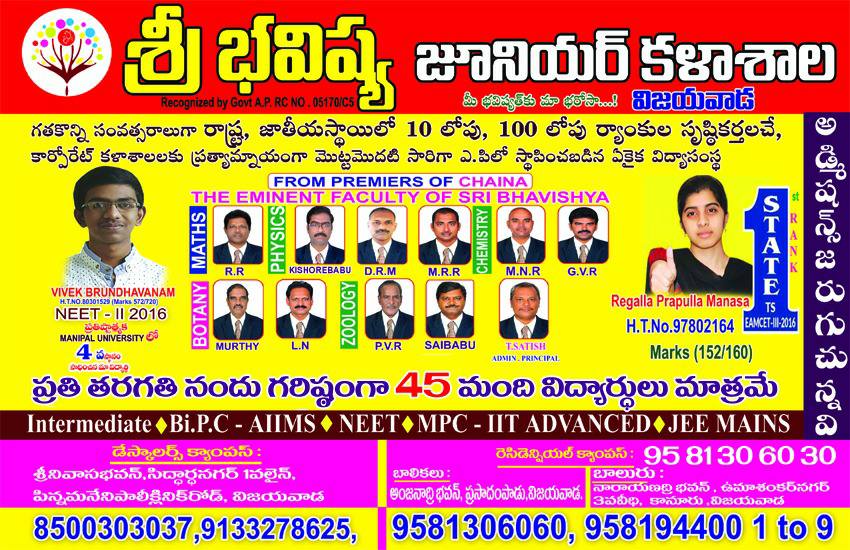 శ్రీ భవిష్య జూనియర్ కళాశాల
Recognized by Govt A.P. RC NO . 05170/C5
మీ భవిష్యత్‌కు మా భరోసా....! విజయవాడ
గతకొన్ని సంవత్సరాలుగా రాష్ట్ర, జాతీయస్థాయిలో 10 లోపు, 100 లోపు ర్యాంకుల సృష్ఠికర్తలచే,
కార్పోరేట్ కళాశాలలకు ప్రత్యామ్నాయంగా మొట్టమొదటి సారిగా ఎ.పిలో స్థాపించబడిన ఏకైక విద్యాసంస్థ
అడ్మిషన్స్ జరుగుచున్నవి
FROM PREMIERS OF CHAINA
THE EMINENT FACULTY OF SRI BHAVISHYA
MATHS
R.R
PHYSICS
KISHOREBABU
D.R.M
M.R.R
CHEMISTRY
M.N.R
G.V.R
BOTANY
MURTHY
L.N
ZOOLOGY
P.V.R
SAIBABU
T.SATISH
ADMIN . PRINCIPAL
VIVEK BRUNDHAVANAM
H.T.NO.80301529 (Marks 572/720)
NEET - II 2016
ప్రతిష్ఠాత్మక
MANIPAL UNIVERSITY లో
4 వ స్థానం
సాధించిన మా విద్యార్థి
1st RANK
STATE
TS
EAMCET-III-2016
Regalla Prapulla Manasa
H.T.No.97802164
Marks (152/160)
ప్రతి తరగతి నందు గరిష్ఠంగా 45 మంది విద్యార్థులు మాత్రమే
Intermediate ♦ Bi.P.C - AIIMS ♦ NEET ♦ MPC - IIT ADVANCED ♦ JEE MAINS
డేస్కాలర్స్ క్యాంపస్ :
శ్రీనివాసభవన్,సిద్ధార్ధనగర్ 1వలైన్,
పిన్నమనేనిపాలీక్లినిక్‌రోడ్, విజయవాడ
8500303037,9133278625,
రెసిడెన్షియల్ క్యాంపస్ : 95 81 30 60 30
బాలికలు :
అంజనాద్రి భవన్, ప్రసాదంపాడు,విజయవాడ.
బాలురు :
నారాయణద్రి భవన్ , ఉమాశంకర్‌నగర్
3వవీధి, కానూరు ,విజయవాడ
9581306060, 958194400 1 to 9